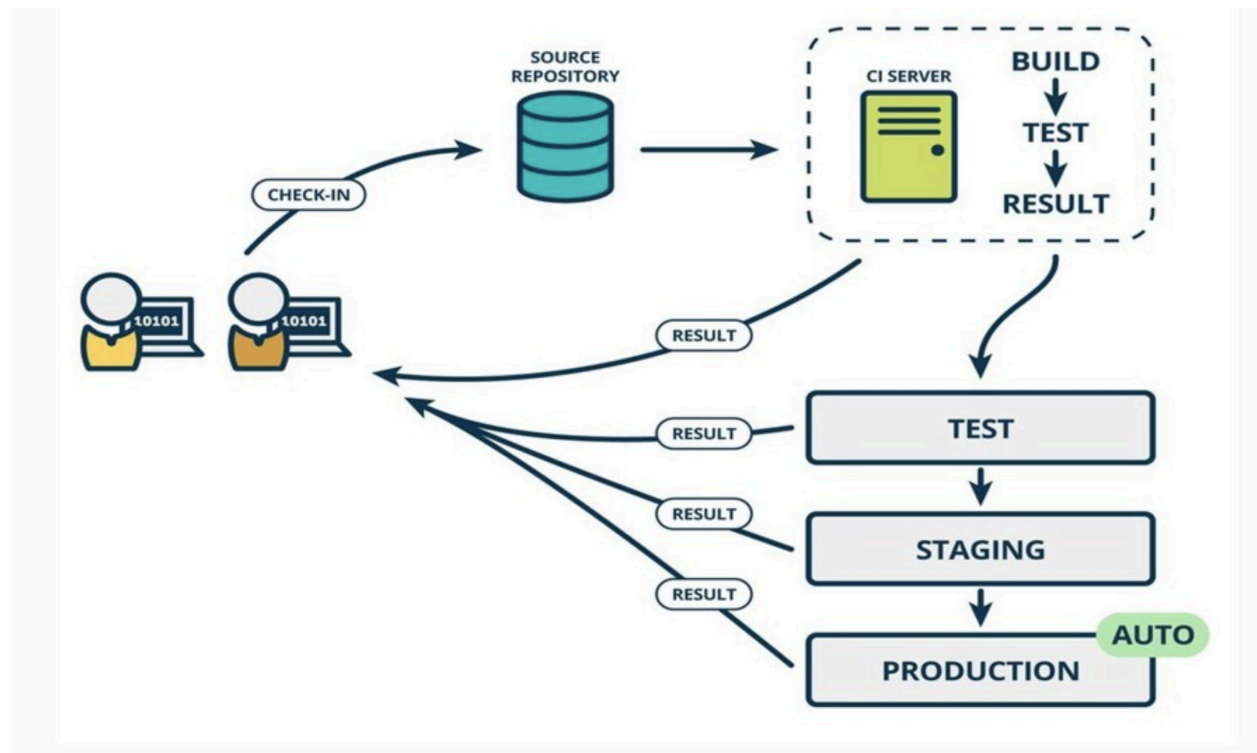 SOURCE
REPOSITORY
CI SERVER
BUILD
TEST
RESULT
CHECK-IN
10101
10101
RESULT
RESULT
RESULT
RESULT
TEST
STAGING
PRODUCTION
AUTO